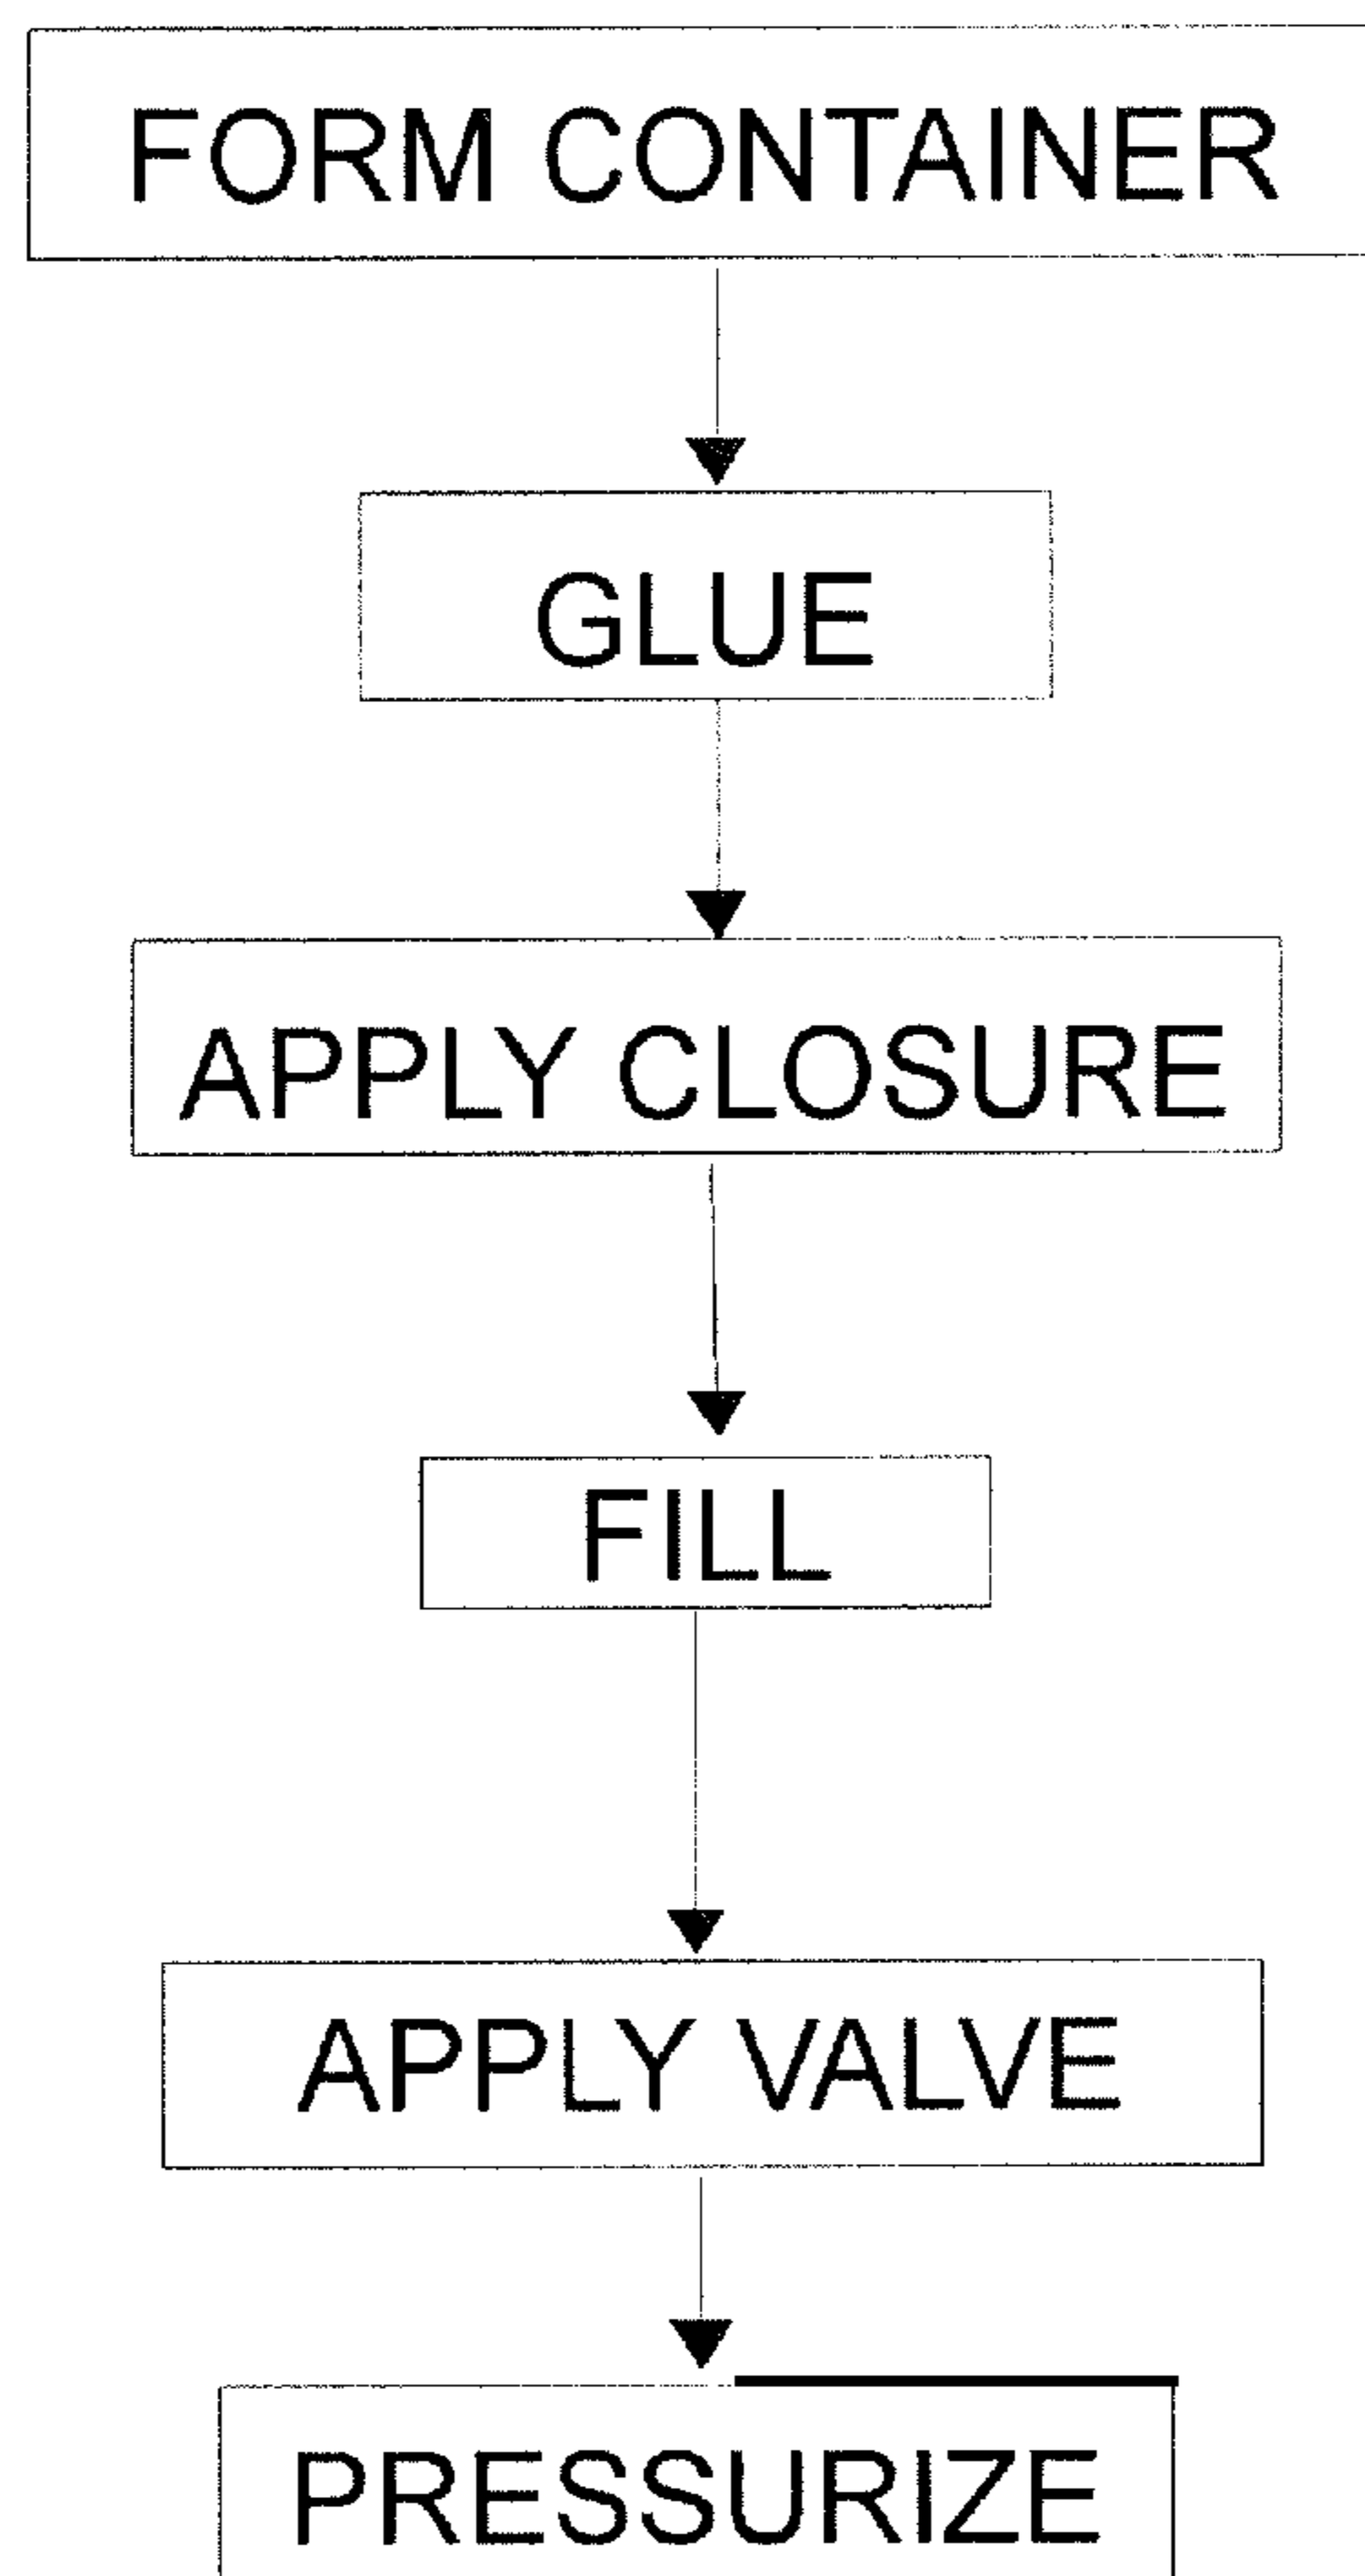 FORM CONTAINER
GLUE
APPLY CLOSURE
FILL
APPLY VALVE
PRESSURIZE